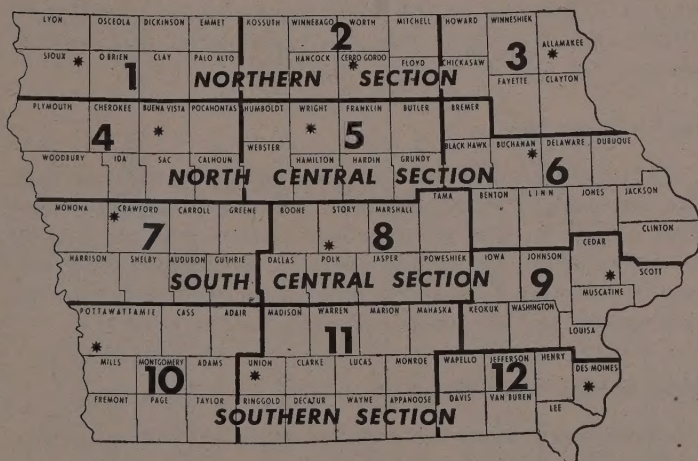 LYON OSCEOLA DICKINSON EMMET KOSSUTH WINNEBAGO WORTH MITCHELL HOWARD WINNESHIEK
2 3
ALLAMAKEE
SIOUX O'BRIEN CLAY PALO ALTO HANCOCK CERRO GORDO FLOYD CHICKASAW
1 NORTHERN SECTION
FAYETTE CLAYTON
PLYMOUTH CHEROKEE BUENA VISTA POCAHONTAS HUMBOLDT WRIGHT FRANKLIN BUTLER BREMER
4 5
WEBSTER BLACK HAWK BUCHANAN DELAWARE DUBUQUE
WOODBURY IDA SAC CALHOUN HAMILTON HARDIN GRUNDY
6
NORTH CENTRAL SECTION
MONONA CRAWFORD CARROLL GREENE BOONE STORY MARSHALL TAMA BENTON LINN JONES JACKSON
7 8
CLINTON
HARRISON SHELBY AUDUBON GUTHRIE DALLAS POLK JASPER POWESHIEK IOWA JOHNSON CEDAR SCOTT
SOUTH CENTRAL SECTION 9
MUSCATINE
POTTAWATTAMIE CASS ADAIR MADISON WARREN MARION MAHASKA KEOKUK WASHINGTON LOUISA
11
MILLS MONTGOMERY ADAMS UNION CLARKE LUCAS MONROE WAPELLO JEFFERSON HENRY DES MOINES
10 12
FREMONT PAGE TAYLOR RINGGOLD DECATUR WAYNE APPANOOSE DAVIS VAN BUREN LEE
SOUTHERN SECTION